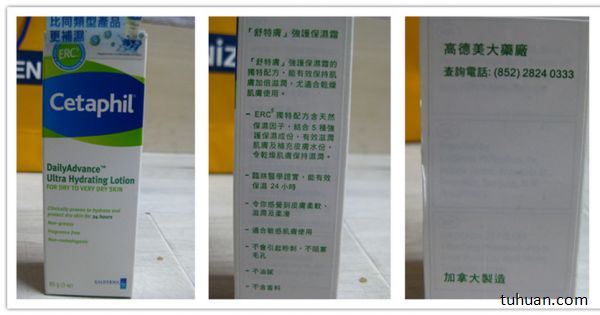 比同類型產品
更補濕
ERC5
Cetaphil
DailyAdvance™
Ultra Hydrating Lotion
FOR DRY TO VERY DRY SKIN
Clinically proven to hydrate and
protect dry skin for 24 hours
Non-greasy
Fragrance free
Non-comedogenic
GALDERMA
85 g (3 oz)
「舒特膚」強護保濕霜
「舒特膚」強護保濕霜的
獨特配方，能有效保持肌
膚加倍滋潤，尤適合乾燥
肌膚使用。
- ERC5獨特配方含天然
保濕因子，結合5種強
護保濕成份，有效滋潤
肌膚及補充皮膚水份，
令乾燥肌膚保持濕潤。
- 臨牀醫學證實，能有效
保濕 24 小時
- 令你感覺到皮膚柔軟、
滋潤及柔滑
- 適合敏感肌膚使用
- 不會引起粉刺，不阻塞
毛孔
- 不油膩
- 不含香料
高德美大藥廠
查詢電話: (852) 2824 0333
加拿大製造
tuhuan.com